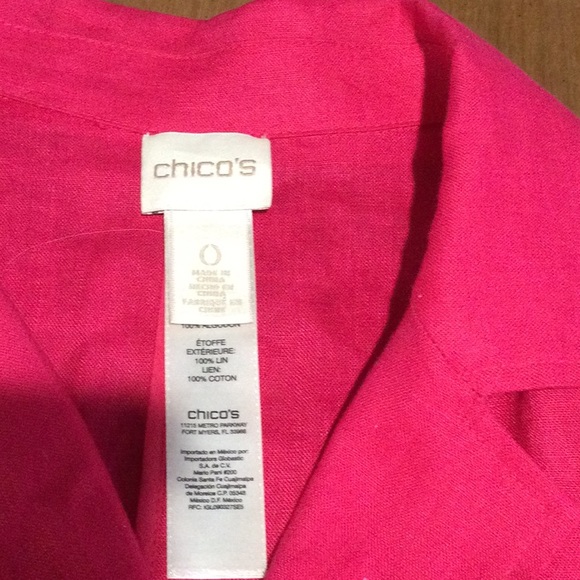 chico's
0
MADE IN
CHINA
HECHO EN
CHINA
FABRIQUÉ EN
CHINE
100% ALGODON
ÉTOFFE
EXTÉRIEURE:
100% LIN
LIEN:
100% COTON
chico's
11215 METRO PARKWAY
FORT MYERS, FL 33966
Importado en México por:
Importadora Globastic
S.A. de C.V.
Mario Pani #200
Colonia Santa Fe Cuajimalpa
Delegación Cuajimalpa
de Morelos C.P. 05348
México D.F. México